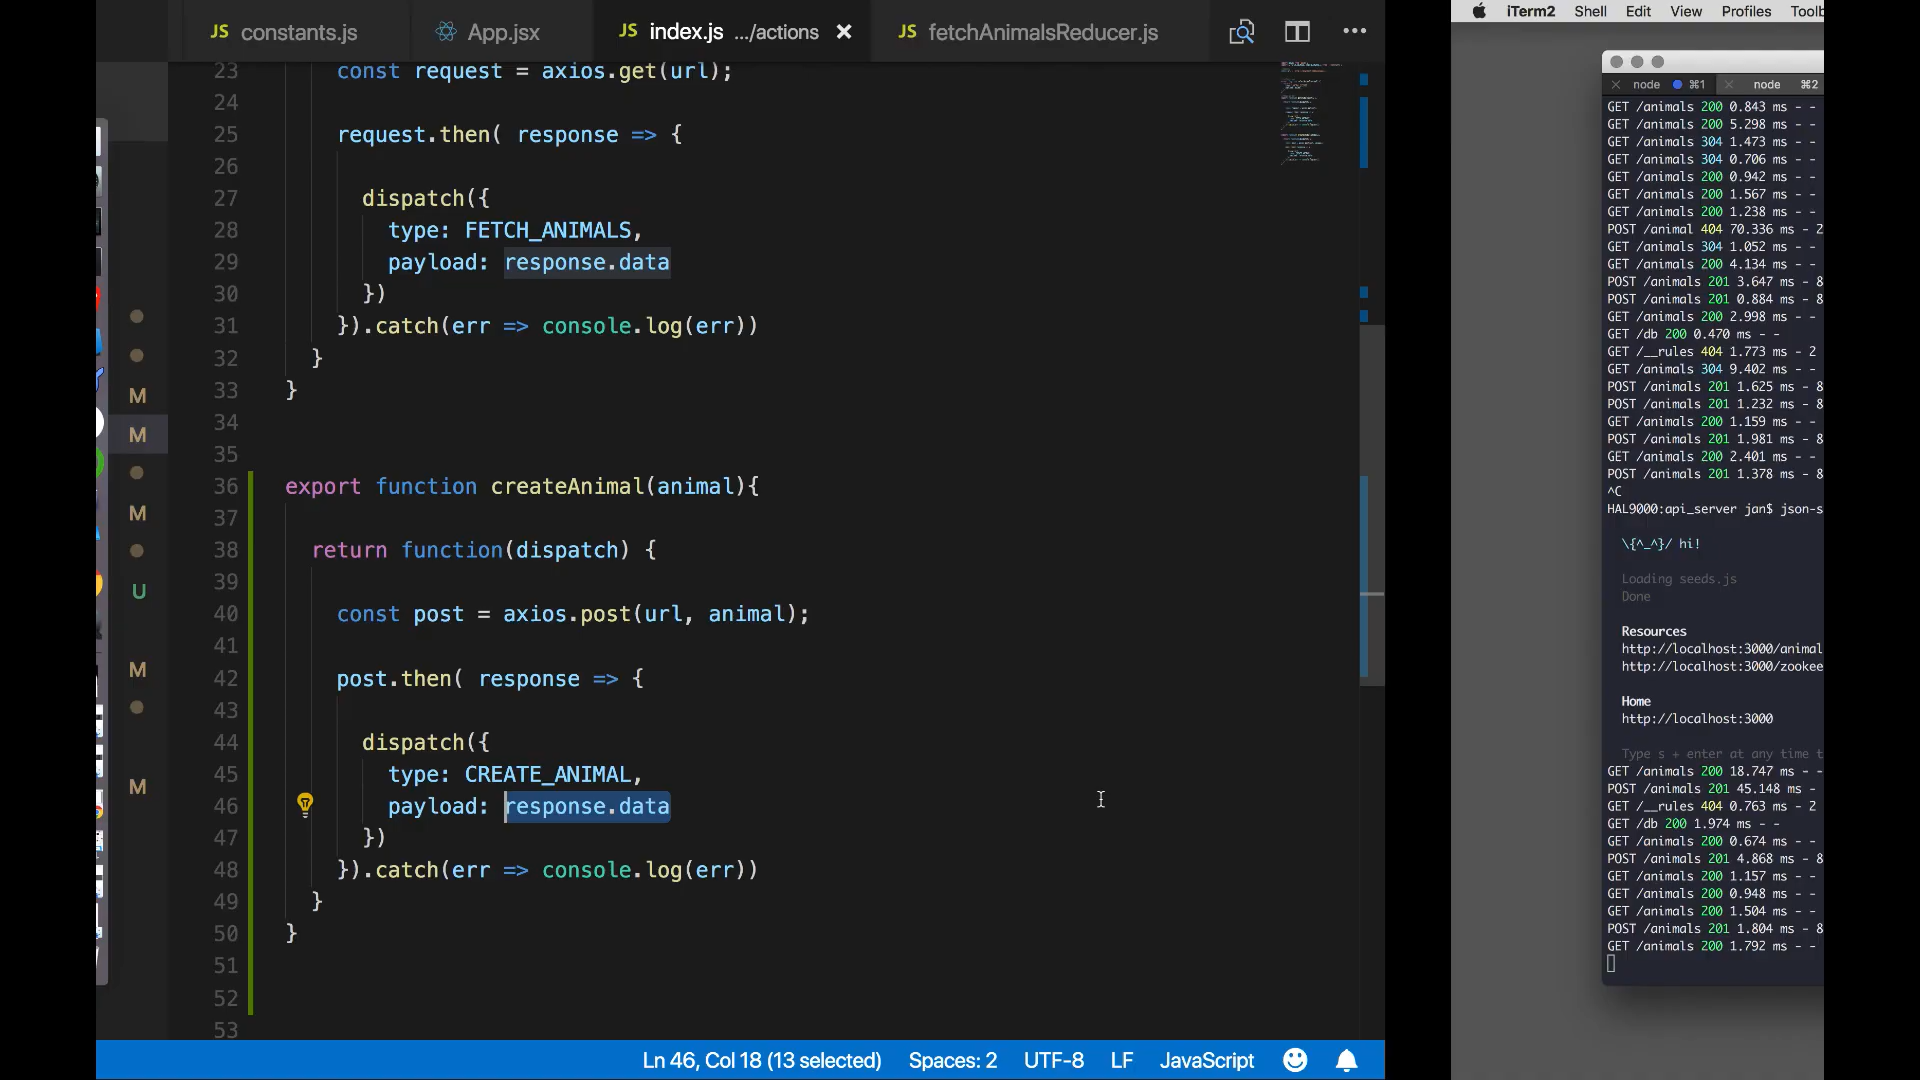 JS constants.js
App.jsx
JS index.js .../actions
JS fetchAnimalsReducer.js
23 const request = axios.get(url);
24
25 request.then( response => {
26
27 dispatch({
28 type: FETCH_ANIMALS,
29 payload: response.data
30 })
31 }).catch(err => console.log(err))
32 }
33 }
34
35
36 export function createAnimal(animal){
37
38 return function(dispatch) {
39
40 const post = axios.post(url, animal);
41
42 post.then( response => {
43
44 dispatch({
45 type: CREATE_ANIMAL,
46 payload: response.data
47 })
48 }).catch(err => console.log(err))
49 }
50 }
51
52
53
M
M
M
U
M
M
Ln 46, Col 18 (13 selected) Spaces: 2 UTF-8 LF JavaScript
iTerm2 Shell Edit View Profiles Toolb
node ⌘1 node ⌘2
GET /animals 200 0.843 ms - -
GET /animals 200 5.298 ms - -
GET /animals 304 1.473 ms - -
GET /animals 304 0.706 ms - -
GET /animals 200 0.942 ms - -
GET /animals 200 1.567 ms - -
GET /animals 200 1.238 ms - -
POST /animal 404 70.336 ms - 2
GET /animals 304 1.052 ms - -
GET /animals 200 4.134 ms - -
POST /animals 201 3.647 ms - 8
POST /animals 201 0.884 ms - 8
GET /animals 200 2.998 ms - -
GET /db 200 0.470 ms - -
GET /__rules 404 1.773 ms - 2
GET /animals 304 9.402 ms - -
POST /animals 201 1.625 ms - 8
POST /animals 201 1.232 ms - 8
GET /animals 200 1.159 ms - -
POST /animals 201 1.981 ms - 8
GET /animals 200 2.401 ms - -
POST /animals 201 1.378 ms - 8
^C
HAL9000:api_server jan$ json-s
\{^_^}/ hi!
Loading seeds.js
Done
Resources
http://localhost:3000/animal
http://localhost:3000/zookee
Home
http://localhost:3000
Type s + enter at any time t
GET /animals 200 18.747 ms - -
POST /animals 201 45.148 ms - 8
GET /__rules 404 0.763 ms - 2
GET /db 200 1.974 ms - -
GET /animals 200 0.674 ms - -
POST /animals 201 4.868 ms - 8
GET /animals 200 1.157 ms - -
GET /animals 200 0.948 ms - -
GET /animals 200 1.504 ms - -
POST /animals 201 1.804 ms - 8
GET /animals 200 1.792 ms - -